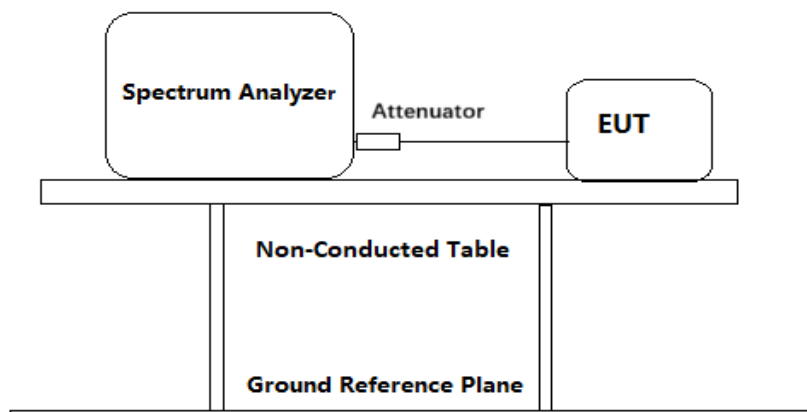 Spectrum Analyzer
Attenuator
EUT
Non-Conducted Table
Ground Reference Plane